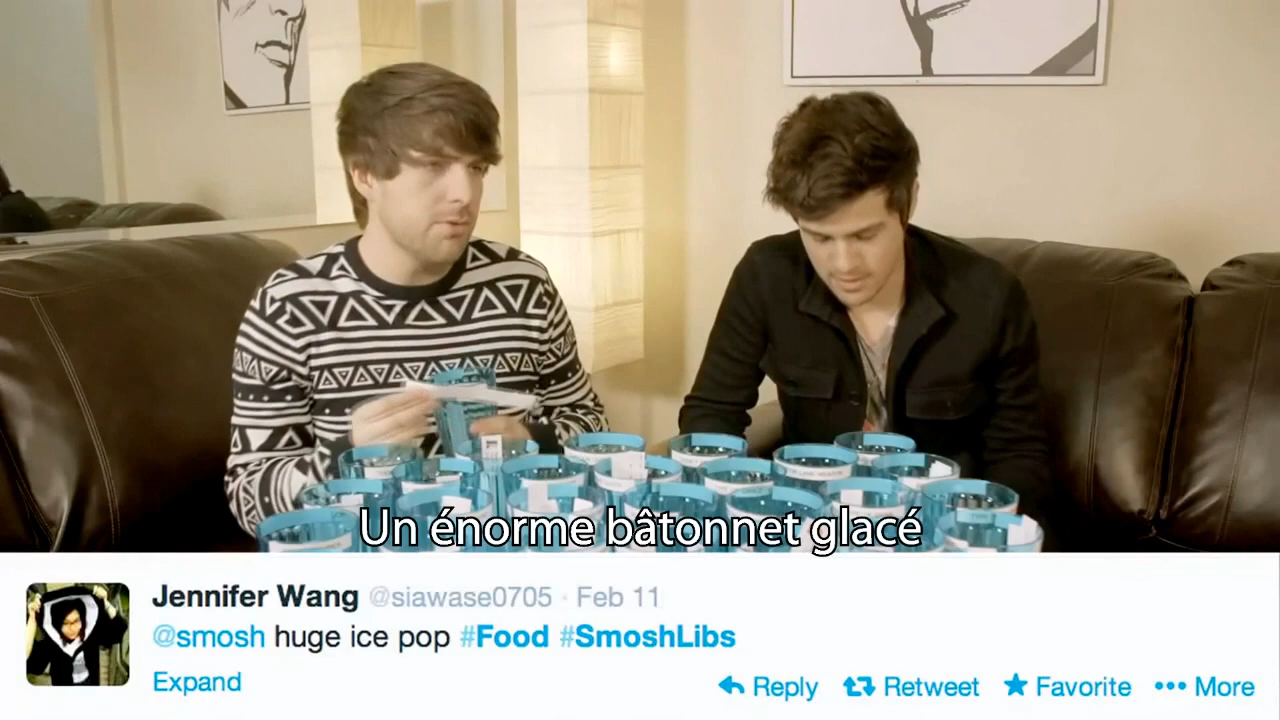 Un énorme bâtonnet glacé
Jennifer Wang @siawase0705 · Feb 11
@smosh huge ice pop #Food #SmoshLibs
Expand
Reply Retweet Favorite More